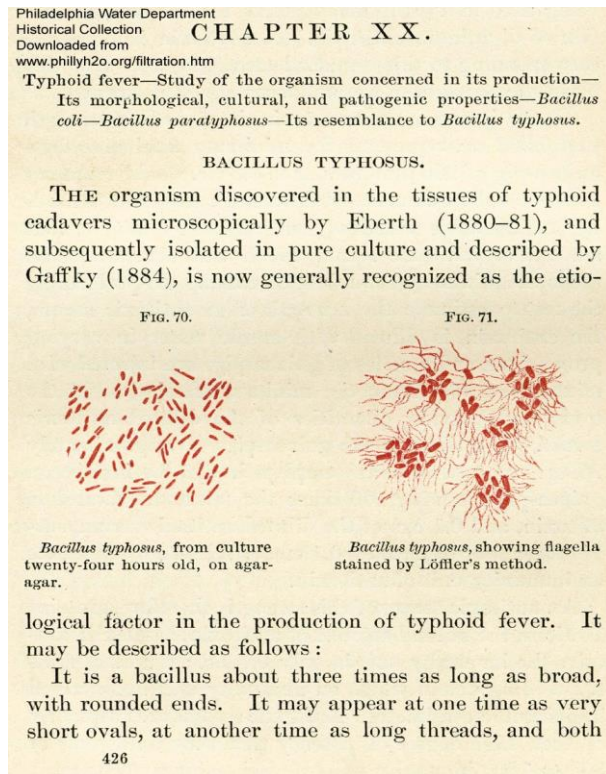 Philadelphia Water Department
Historical Collection
Downloaded from
www.phillyh2o.org/filtration.htm
CHAPTER XX.
Typhoid fever—Study of the organism concerned in its production—
Its morphological, cultural, and pathogenic properties—Bacillus
coli—Bacillus paratyphosus—Its resemblance to Bacillus typhosus.
BACILLUS TYPHOSUS.
THE organism discovered in the tissues of typhoid
cadavers microscopically by Eberth (1880–81), and
subsequently isolated in pure culture and described by
Gaffky (1884), is now generally recognized as the etio-
FIG. 70.
Bacillus typhosus, from culture
twenty-four hours old, on agar-
agar.
FIG. 71.
Bacillus typhosus, showing flagella
stained by Löffler's method.
logical factor in the production of typhoid fever. It
may be described as follows:
It is a bacillus about three times as long as broad,
with rounded ends. It may appear at one time as very
short ovals, at another time as long threads, and both
426